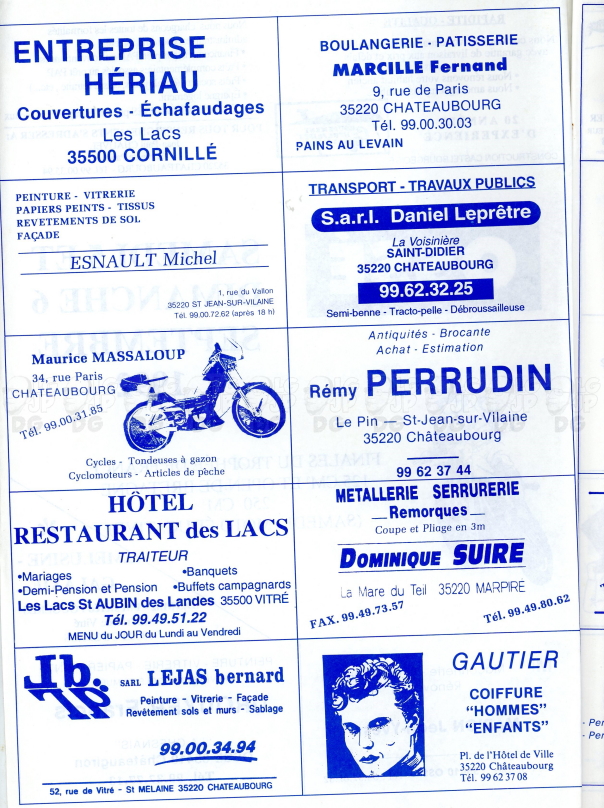 ENTREPRISE
HÉRIAU
Couvertures - Échafaudages
Les Lacs
35500 CORNILLÉ
BOULANGERIE - PATISSERIE
MARCILLE Fernand
9, rue de Paris
35220 CHATEAUBOURG
Tél. 99.00.30.03
PAINS AU LEVAIN
PEINTURE - VITRERIE
PAPIERS PEINTS - TISSUS
REVETEMENTS DE SOL
FAÇADE
ESNAULT Michel
1, rue du Vallon
35220 ST JEAN-SUR-VILAINE
Tél. 99.00.72.62 (après 18 h)
TRANSPORT - TRAVAUX PUBLICS
S.a.r.l. Daniel Leprêtre
La Voisinière
SAINT-DIDIER
35220 CHATEAUBOURG
99.62.32.25
Semi-benne - Tracto-pelle - Débroussailleuse
Maurice MASSALOUP
34, rue Paris
CHATEAUBOURG
Tél. 99.00.31.85
Cycles - Tondeuses à gazon
Cyclomoteurs - Articles de pèche
Antiquités - Brocante
Achat - Estimation
Rémy PERRUDIN
Le Pin - St-Jean-sur-Vilaine
35220 Châteaubourg
99 62 37 44
HÔTEL
RESTAURANT des LACS
TRAITEUR
•Mariages •Banquets
•Demi-Pension et Pension •Buffets campagnards
Les Lacs St AUBIN des Landes 35500 VITRÉ
Tél. 99.49.51.22
MENU du JOUR du Lundi au Vendredi
METALLERIE SERRURERIE
Remorques
Coupe et Pliage en 3m
DOMINIQUE SUIRE
La Mare du Teil 35220 MARPIRÉ
FAX. 99.49.73.57
Tél. 99.49.80.62
Jb.
SARL LEJAS bernard
Peinture - Vitrerie - Façade
Revêtement sols et murs - Sablage
99.00.34.94
52, rue de Vitré - St MELAINE 35220 CHATEAUBOURG
GAUTIER
COIFFURE
"HOMMES"
"ENFANTS"
Pl. de l'Hôtel de Ville
35220 CHATEAUBOURG
Tél. 99 62 37 08
- Per
- Per